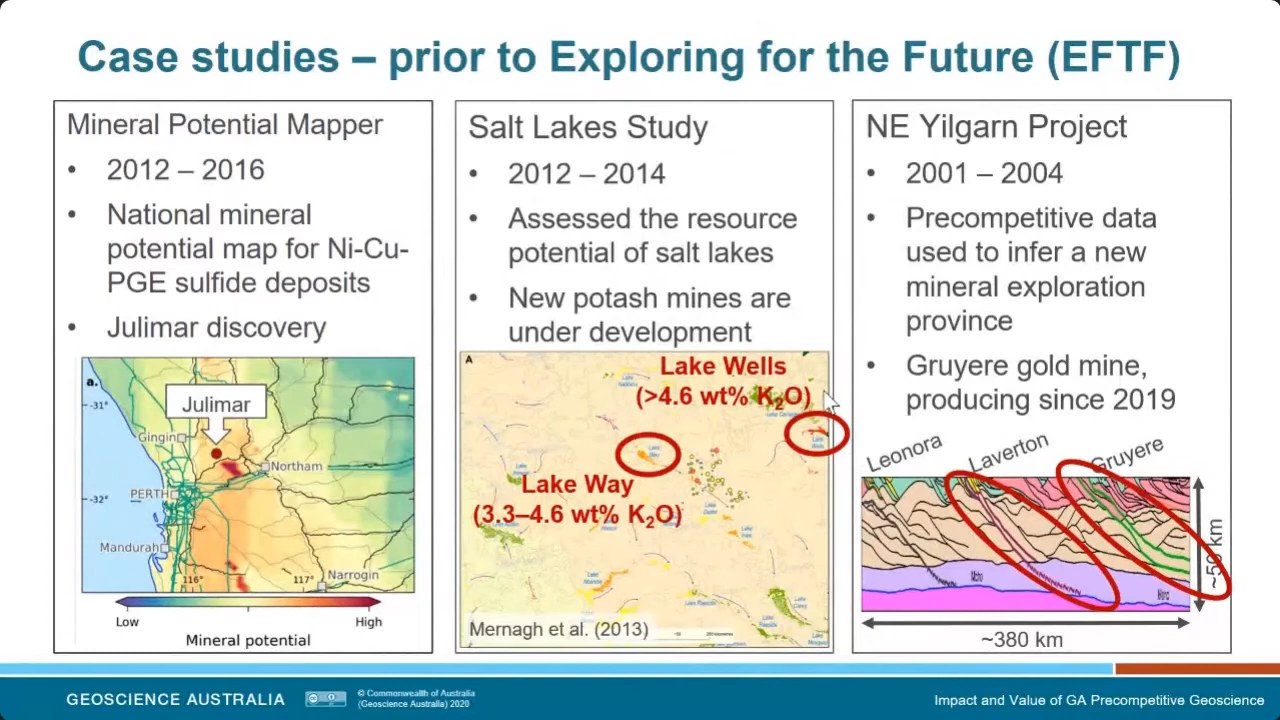 Case studies – prior to Exploring for the Future (EFTF)
Mineral Potential Mapper
• 2012 – 2016
• National mineral
potential map for Ni-Cu-
PGE sulfide deposits
• Julimar discovery
a.
Julimar
-31°
Gingin
Northam
-32°
PERTH
Mandurah
116°
117°
Narrogin
Low
High
Mineral potential
Salt Lakes Study
• 2012 – 2014
• Assessed the resource
potential of salt lakes
• New potash mines are
under development
A
Lake Wells
(>4.6 wt% K₂O)
Lake Way
(3.3–4.6 wt% K₂O)
Mernagh et al. (2013)
NE Yilgarn Project
• 2001 – 2004
• Precompetitive data
used to infer a new
mineral exploration
province
• Gruyere gold mine,
producing since 2019
Leonora
Laverton
Gruyere
Moho
Moho
~50 km
~380 km
GEOSCIENCE AUSTRALIA
© Commonwealth of Australia
(Geoscience Australia) 2020
Impact and Value of GA Precompetitive Geoscience